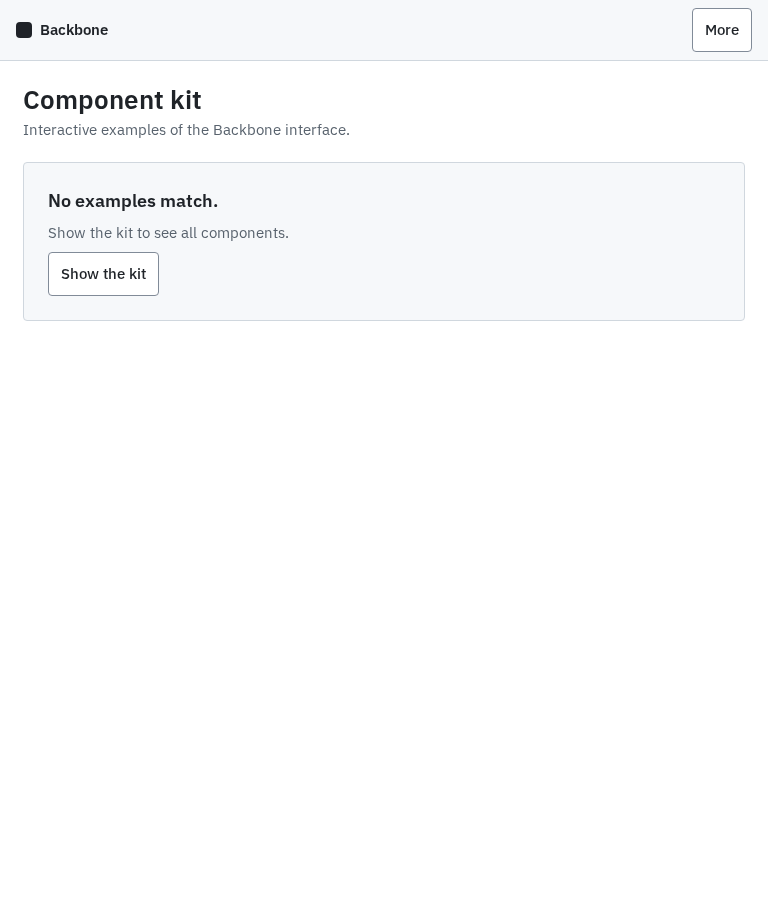 Backbone
More
Component kit
Interactive examples of the Backbone interface.
No examples match.
Show the kit to see all components.
Show the kit